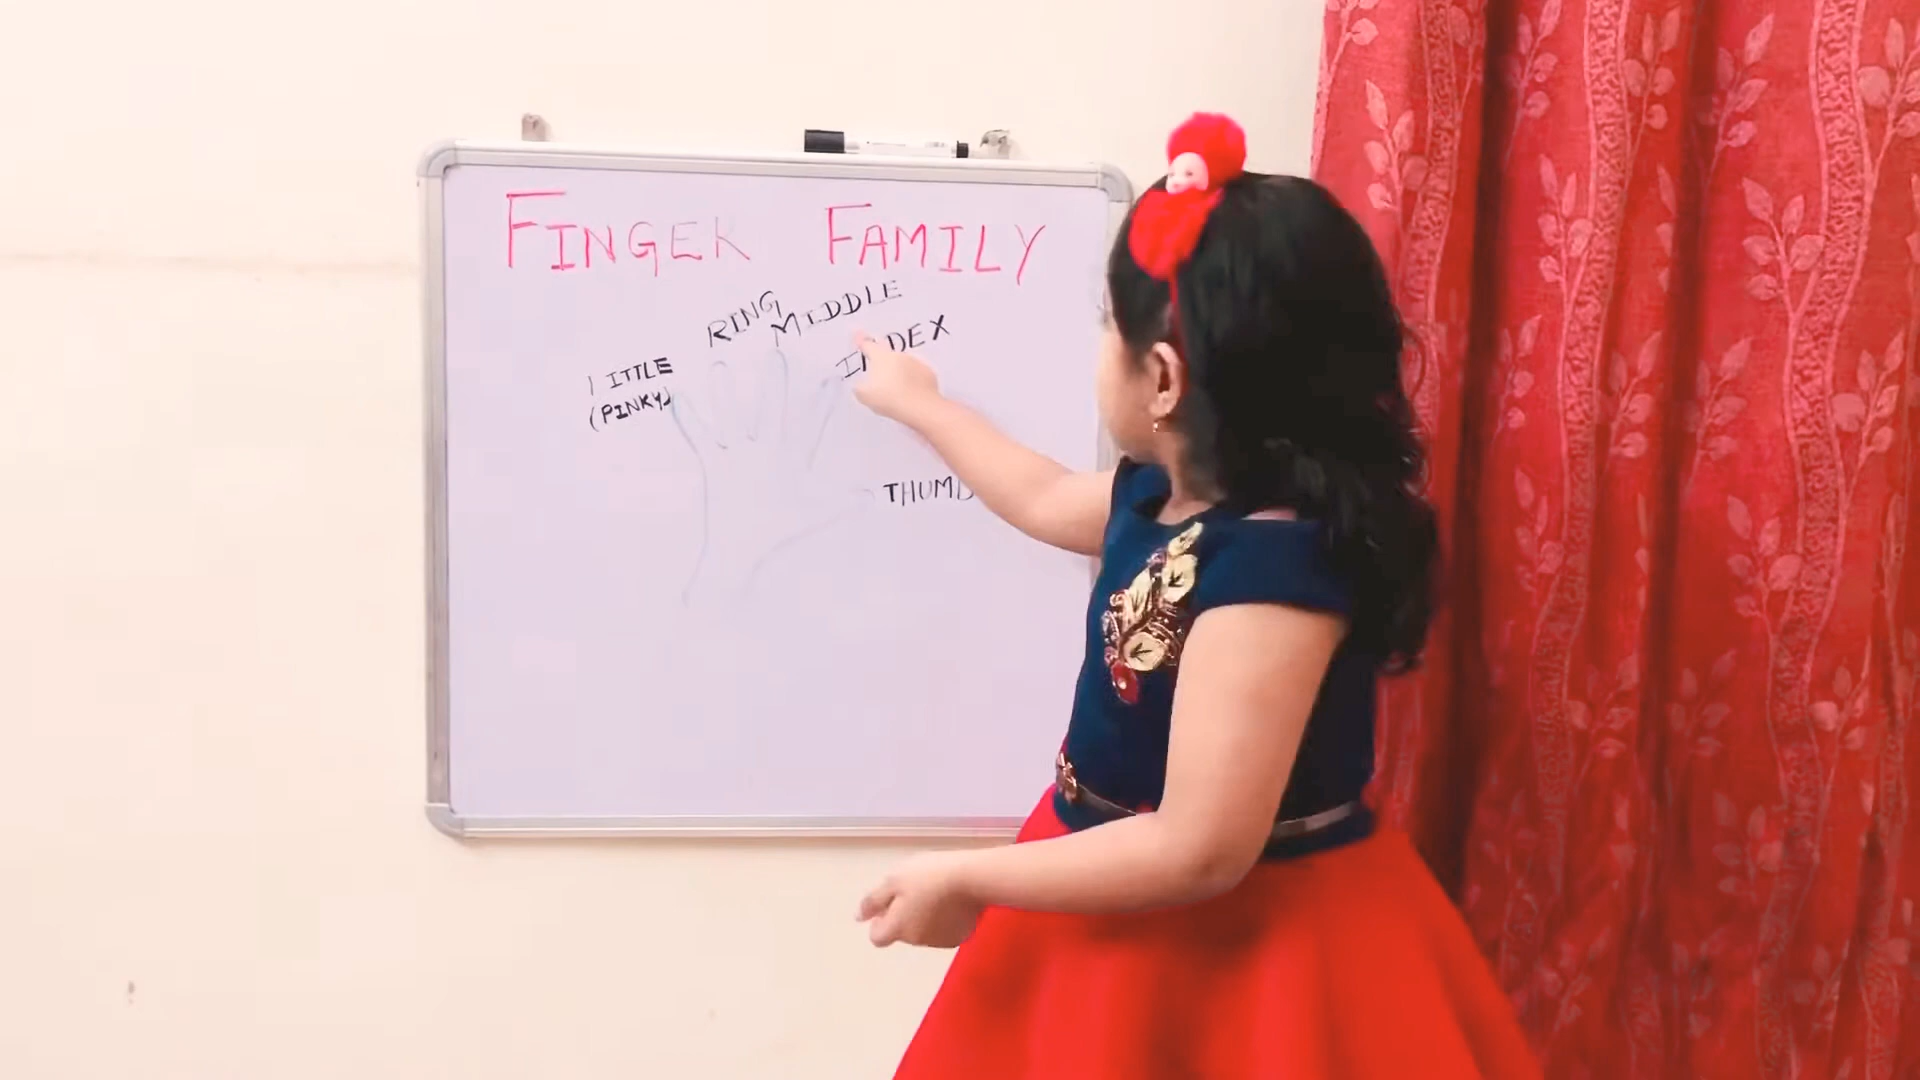 FINGER FAMILY
RING
MIDDLE
INDEX
LITTLE
(PINKY)
THUMB